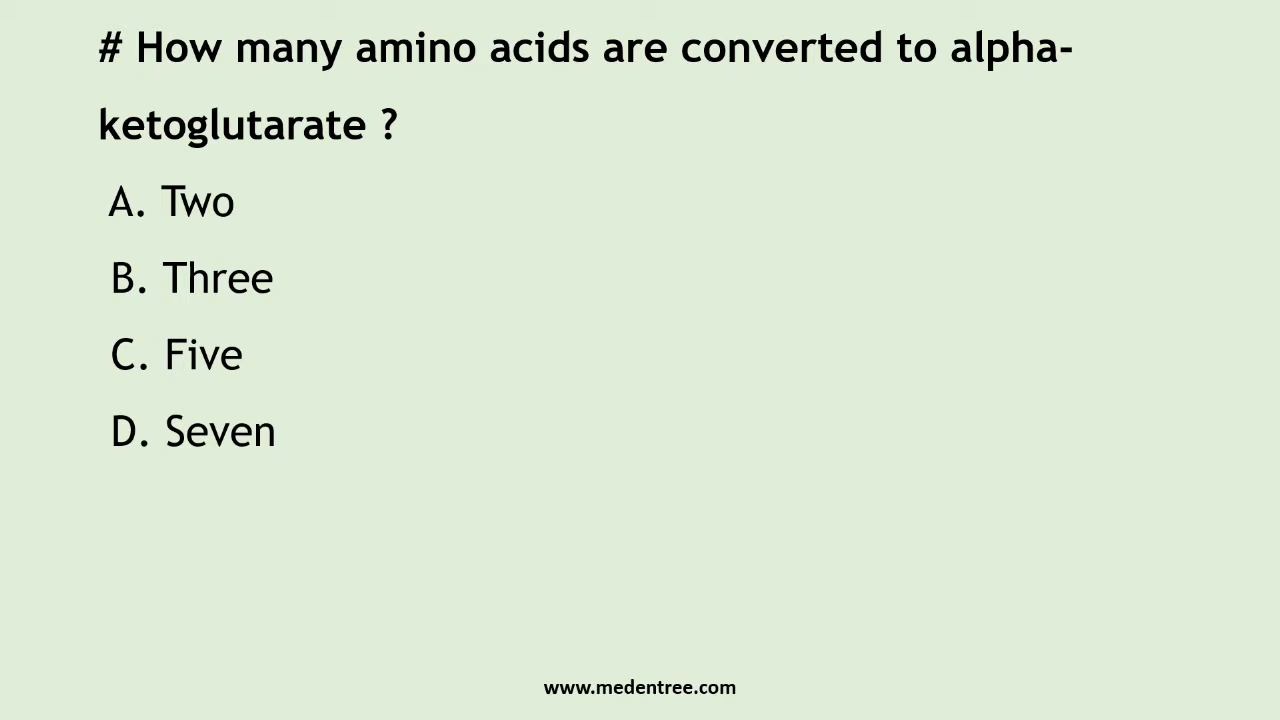 # How many amino acids are converted to alpha-
ketoglutarate ?
A. Two
B. Three
C. Five
D. Seven
www.medentree.com